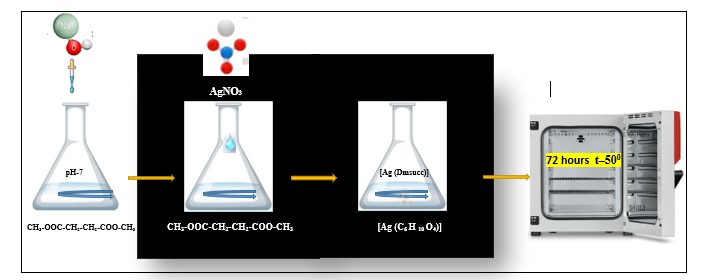 Na
O
AgNO₃
pH-7
[Ag (Dmsucc)]
72 hours t–50⁰
CH₃-OOC-CH₂-CH₂-COO-CH₃
CH₃-OOC-CH₂-CH₂-COO-CH₃
[Ag (C₆ H ₁₀ O₄)]